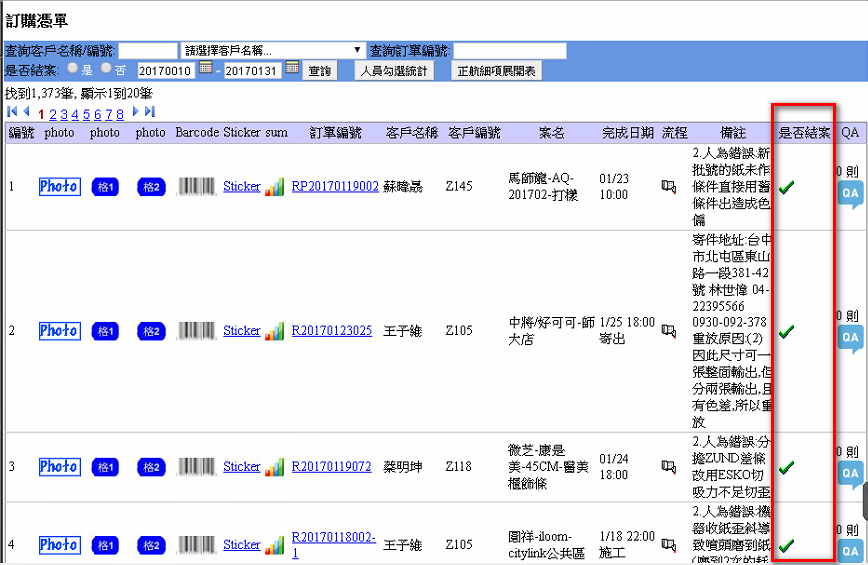 訂購憑單
查詢客戶名稱/編號: 請選擇客戶名稱... 查詢訂單編號:
是否結案: 是 否 20170010 - 20170131 查詢 人員勾選統計 正航細項展開表
找到1,373筆, 顯示1到20筆
1 2 3 4 5 6 7 8
編號 photo photo photo Barcode Sticker sum 訂單編號 客戶名稱 客戶編號 案名 完成日期 流程 備註 是否結案 QA
1 Photo 格1 格2 Sticker RP20170119002 蘇暐晟 Z145
馬師龍-AQ-
201702-打樣
01/23
10:00
2.人為錯誤:新
批號的紙未作
條件直接用舊
條件出造成色
偏
0 則
QA
2 Photo 格1 格2 Sticker R20170123025 王子維 Z105
中將/好可可-師
大店
1/25 18:00
寄出
寄件地址:台中
市北屯區東山
路一段381-42
號 林世偉 04-
22395566
0930-092-378
重放原因:(2)
因此尺寸可一
張整面輸出,但
分兩張輸出,且
有色差,所以重
放
0 則
QA
3 Photo 格1 格2 Sticker R20170119072 蔡明坤 Z118
微芝-康是
美-45CM-醫美
櫃飾條
01/24
18:00
2.人為錯誤:分
擔ZUND蓋條
改用ESKO切
吸力不足切歪
0 則
QA
4 Photo 格1 格2 Sticker
R20170118002-
1
王子維 Z105
圓祥-iloom-
citylink公共區
1/18 22:00
施工
2.人為錯誤:機
器收紙歪斜導
致噴頭磨到紙
0 則
QA